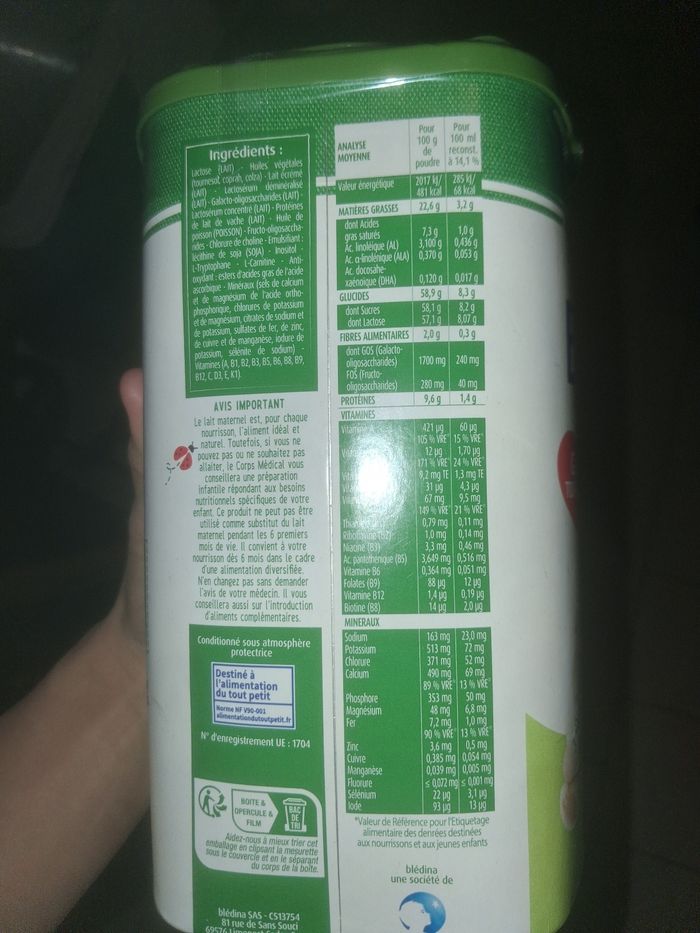 Ingrédients :
Lactose (LAIT) - Huiles végétales
(tournesol, coprah, colza) - Lait écrémé
(LAIT) - Lactosérum déminéralisé
(LAIT) - Galacto-oligosaccharides (LAIT) -
Lactosérum concentré (LAIT) - Protéines
de lait de vache (LAIT) - Huile de
poisson (POISSON) - Fructo-oligosaccha-
rides - Chlorure de choline - Emulsifiant :
lécithine de soja (SOJA) - Inositol -
L-Tryptophane - L-Carnitine - Anti-
oxydant : esters d'acides gras de l'acide
ascorbique - Minéraux (sels de calcium
et de magnésium de l'acide ortho-
phosphorique, chlorures de potassium
et de magnésium, citrates de sodium et
de potassium, sulfates de fer, de zinc,
de cuivre et de manganèse, iodure de
potassium, sélénite de sodium) -
Vitamines (A, B1, B2, B3, B5, B6, B8, B9,
B12, C, D3, E, K1).
AVIS IMPORTANT
Le lait maternel est, pour chaque
nourrisson, l'aliment idéal et
naturel. Toutefois, si vous ne
pouvez pas ou ne souhaitez pas
allaiter, le Corps Médical vous
conseillera une préparation
infantile répondant aux besoins
nutritionnels spécifiques de votre
enfant. Ce produit ne peut pas être
utilisé comme substitut du lait
maternel pendant les 6 premiers
mois de vie. Il convient à votre
nourrisson dès 6 mois dans le cadre
d'une alimentation diversifiée.
N'en changez pas sans demander
l'avis de votre médecin. Il vous
conseillera aussi sur l'introduction
d'aliments complémentaires.
Conditionné sous atmosphère
protectrice
Destiné à
l'alimentation
du tout petit
Norme NF V90-001
alimentationdutoutpetit.fr
N° d'enregistrement UE : 1704
BOITE &
OPERCULE &
FILM
BAC
DE
TRI
Aidez-nous à mieux trier cet
emballage en clipsant la mesurette
sous le couvercle et en le séparant
du corps de la boîte.
blédina SAS - CS13754
81 rue de Sans Souci
69576
ANALYSE
MOYENNE
Pour
100 g
de
poudre
Pour
100 ml
reconst.
à 14,1 %
Valeur énergétique 2017 kJ/ 285 kJ/
481 kcal 68 kcal
MATIÈRES GRASSES 22,6 g 3,2 g
dont Acides
gras saturés 7,3 g 1,0 g
Ac. linoléique (AL) 3,100 g 0,436 g
Ac. α-linolénique (ALA) 0,370 g 0,053 g
Ac. docosahe-
xaénoïque (DHA) 0,120 g 0,017 g
GLUCIDES 58,9 g 8,3 g
dont Sucres 58,1 g 8,2 g
dont Lactose 57,1 g 8,07 g
FIBRES ALIMENTAIRES 2,0 g 0,3 g
dont GOS (Galacto-
oligosaccharides) 1700 mg 240 mg
FOS (Fructo-
oligosaccharides) 280 mg 40 mg
PROTÉINES 9,6 g 1,4 g
VITAMINES
Vitamine A 421 µg 60 µg
105 % VRE* 15 % VRE*
12 µg 1,70 µg
171 % VRE* 24 % VRE*
9,2 mg TE 1,3 mg TE
31 µg 4,3 µg
67 mg 9,5 mg
149 % VRE* 21 % VRE*
0,79 mg 0,11 mg
Riboflavine (B2) 1,0 mg 0,14 mg
Niacine (B3) 3,3 mg 0,46 mg
Ac. pantothénique (B5) 3,649 mg 0,516 mg
Vitamine B6 0,364 mg 0,051 mg
Folates (B9) 88 µg 12 µg
Vitamine B12 1,4 µg 0,19 µg
Biotine (B8) 14 µg 2,0 µg
MINERAUX
Sodium 163 mg 23,0 mg
Potassium 513 mg 72 mg
Chlorure 371 mg 52 mg
Calcium 490 mg 69 mg
89 % VRE* 13 % VRE*
Phosphore 353 mg 50 mg
Magnésium 48 mg 6,8 mg
Fer 7,2 mg 1,0 mg
90 % VRE* 13 % VRE*
Zinc 3,6 mg 0,5 mg
Cuivre 0,385 mg 0,054 mg
Manganèse 0,039 mg 0,005 mg
Fluorure ≤ 0,072 mg ≤ 0,001 mg
Sélénium 22 µg 3,1 µg
Iode 93 µg 13 µg
*Valeur de Référence pour l'Etiquetage
alimentaire des denrées destinées
aux nourrissons et aux jeunes enfants
blédina
une société de